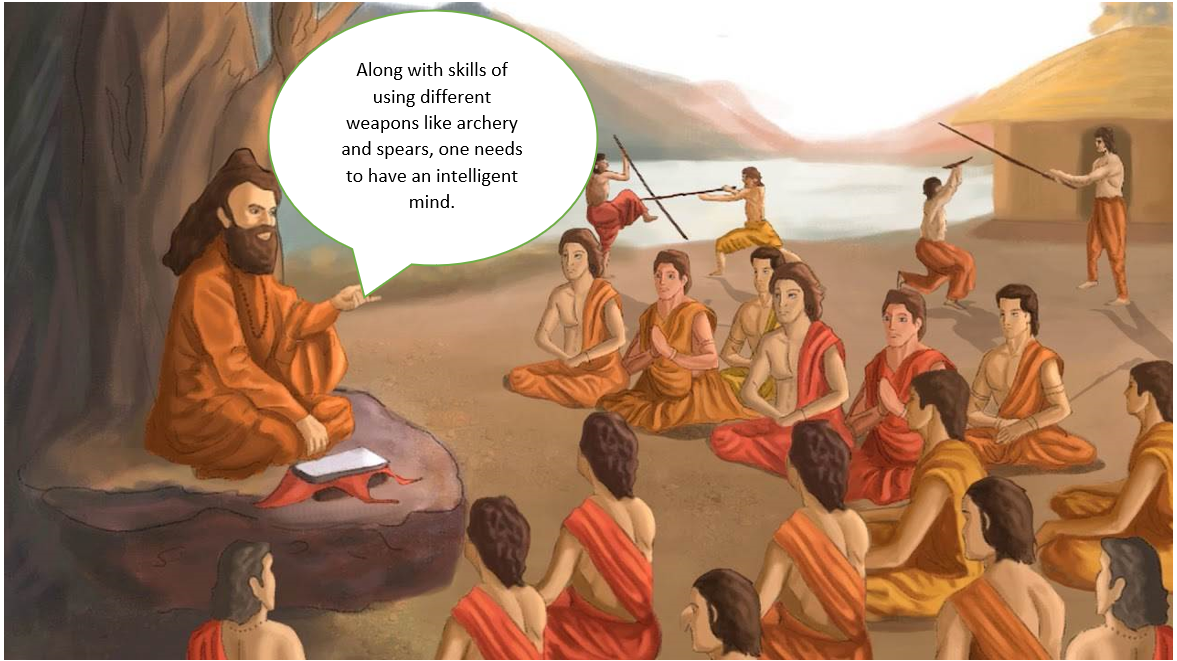 Along with skills of
using different
weapons like archery
and spears, one needs
to have an intelligent
mind.